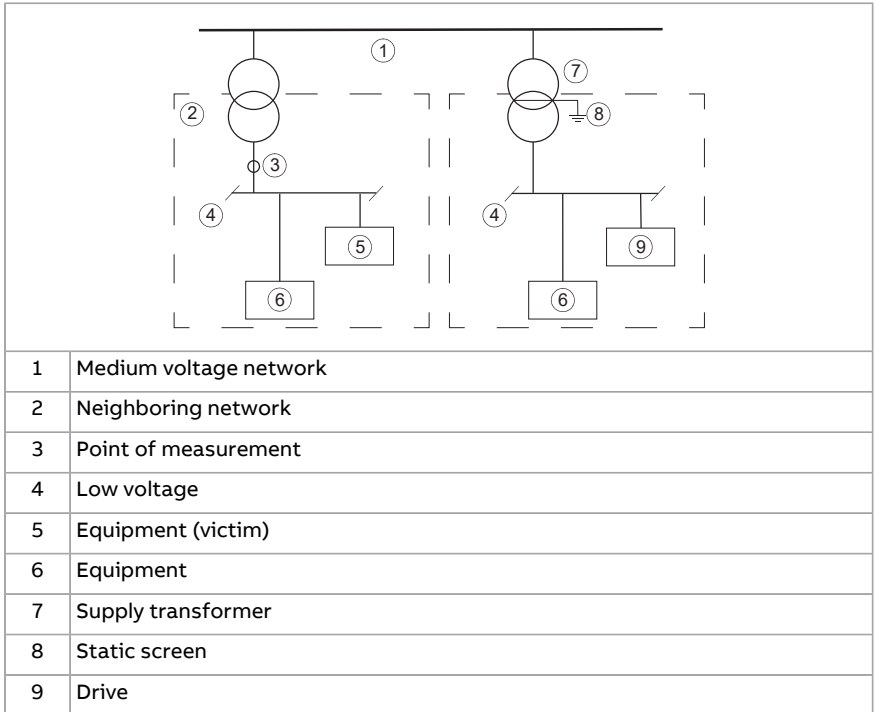 1
7
2
8
3
4
4
5
9
6
6
1 Medium voltage network
2 Neighboring network
3 Point of measurement
4 Low voltage
5 Equipment (victim)
6 Equipment
7 Supply transformer
8 Static screen
9 Drive